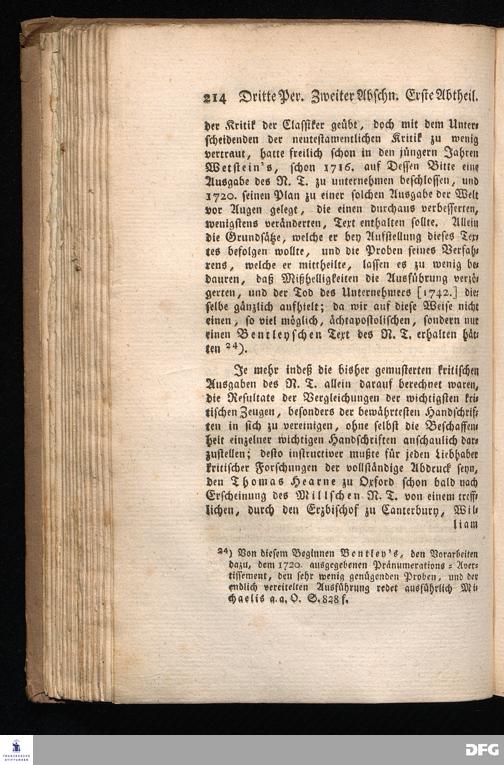 214 Dritte Per. Zweiter Abschn. Erste Abtheil.
der Kritik der Classiker geübt, doch mit dem Unter-
scheidenden der neutestamentlichen Kritik zu wenig
vertraut, hatte freilich schon in den jüngern Jahren
Wetstein's, schon 1716. auf Dessen Bitte eine
Ausgabe des N. T. zu unternehmen beschlossen, und
1720. seinen Plan zu einer solchen Ausgabe der Welt
vor Augen gelegt, die einen durchaus verbesserten,
wenigstens veränderten, Text enthalten sollte. Allein
die Grundsätze, welche er bey Aufstellung dieses Tex-
tes befolgen wollte, und die Proben seines Verfah-
rens, welche er mittheilte, lassen es zu wenig be-
dauren, daß Mißhelligkeiten die Ausführung verzö-
gerten, und der Tod des Unternehmers [1742.] die-
selbe gänzlich aufhielt; da wir auf diese Weise nicht
einen, so viel möglich, ächtapostolischen, sondern nur
einen Bentleyschen Text des N. T. erhalten hät-
ten 24).
Je mehr indeß die bisher gemusterten kritischen
Ausgaben des N. T. allein darauf berechnet waren,
die Resultate der Vergleichungen der wichtigsten kri-
tischen Zeugen, besonders der bewährtesten Handschrif-
ten in sich zu vereinigen, ohne selbst die Beschaffen-
heit einzelner wichtigen Handschriften anschaulich dar-
zustellen; desto instructiver mußte für jeden Liebhaber
kritischer Forschungen der vollständige Abdruck seyn,
den Thomas Hearne zu Oxford schon bald nach
Erscheinung des Millschen N. T. von einem treff-
lichen, durch den Erzbischof zu Canterbury, Wil-
liam
24) Von diesem Beginnen Bentley's, den Vorarbeiten
dazu, dem 1720. ausgegebenen Pränumerations-Aver-
tissement, den sehr wenig genügenden Proben, und der
endlich vereitelten Ausführung redet ausführlich Mi-
chaelis a. a. O. S. 828 f.
FRANCKESCHE
STIFTUNGEN
DFG